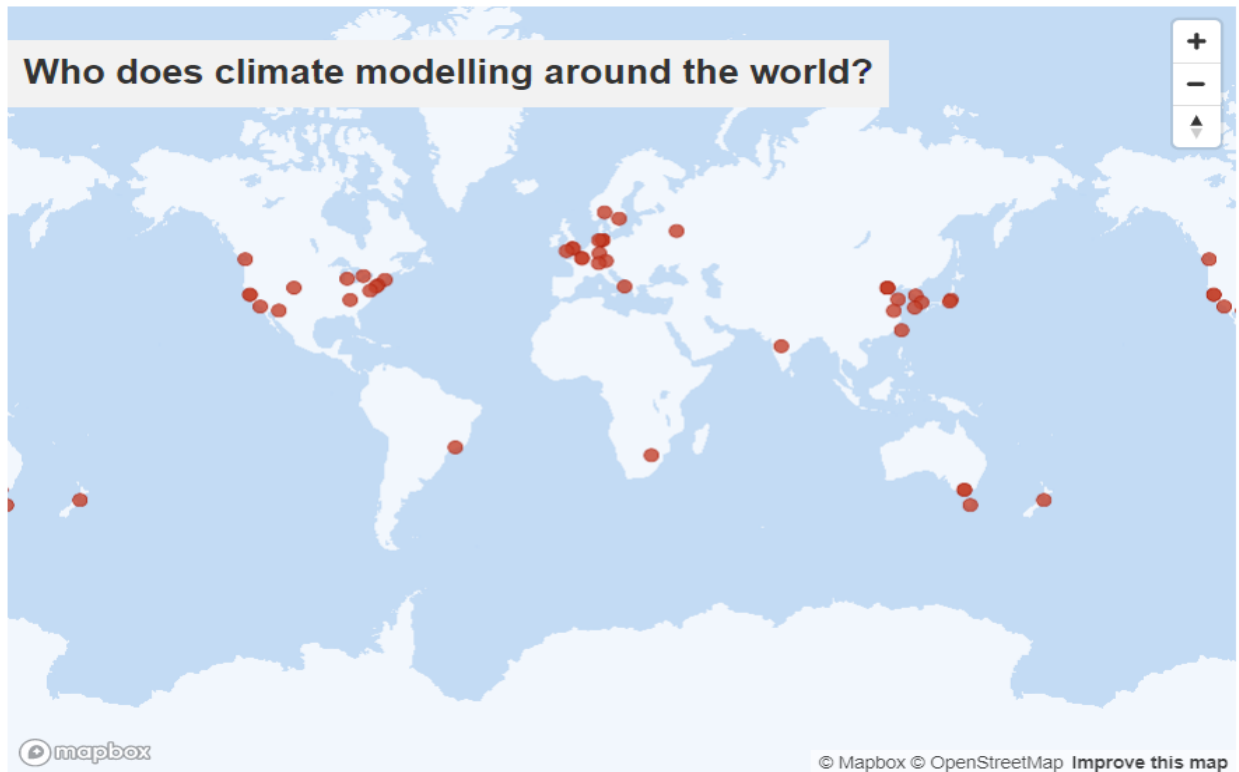 Who does climate modelling around the world?
mapbox
© Mapbox © OpenStreetMap Improve this map